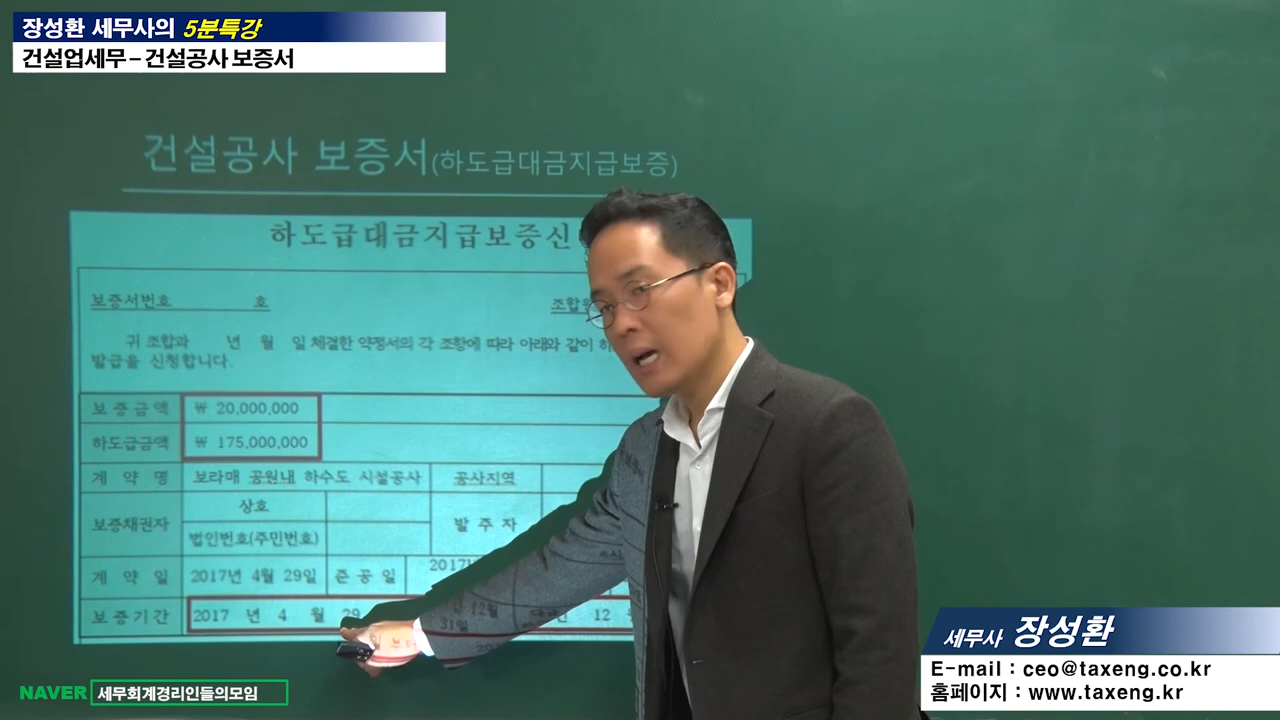 장성환 세무사의 5분특강
건설업세무 – 건설공사 보증서
건설공사 보증서(하도급대금지급보증)
하도급대금지급보증신
보증서번호 호
귀 조합과 년 월 일 체결한 약정서의 각 조항에 따라 아래와 같이
발급을 신청합니다.
보증금액 ₩ 20,000,000
하도급금액 ₩ 175,000,000
계 약 명 보라매 공원내 하수도 시설공사 공사지역
보증채권자 상호 발 주 자
법인번호(주민번호)
계 약 일 2017년 4월 29일 준 공 일 2017
보증기간 2017 년 4 월 29 일 부터 12
세무사 장성환
E-mail : ceo@taxeng.co.kr
홈페이지 : www.taxeng.kr
NAVER 세무회계경리인들의모임